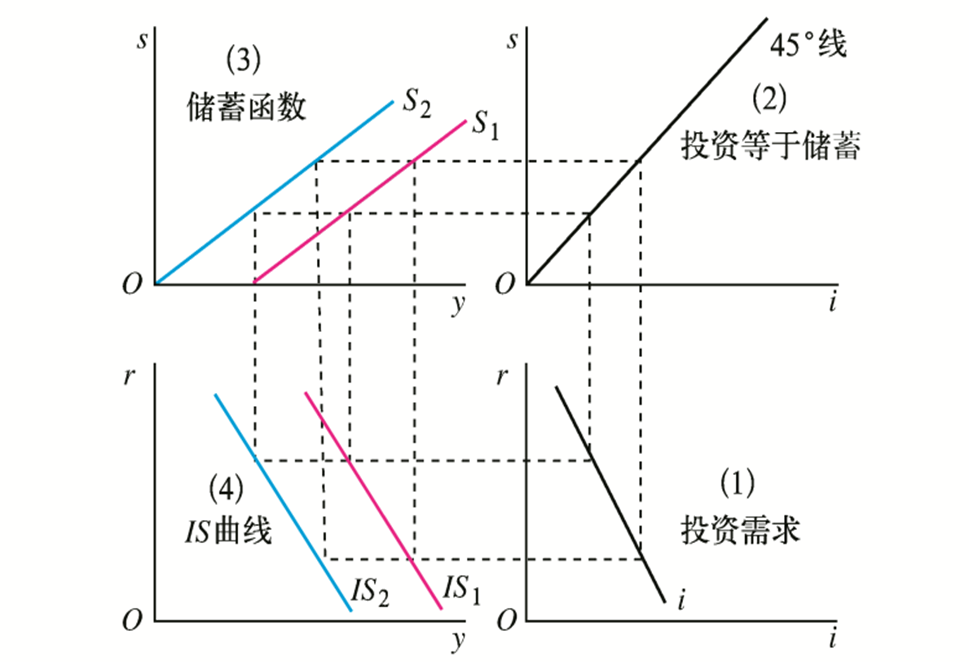 s
(3)
储蓄函数
S2
S1
O
y
s
45°线
(2)
投资等于储蓄
O
i
r
(4)
IS曲线
IS2
IS1
O
y
r
(1)
投资需求
i
O
i